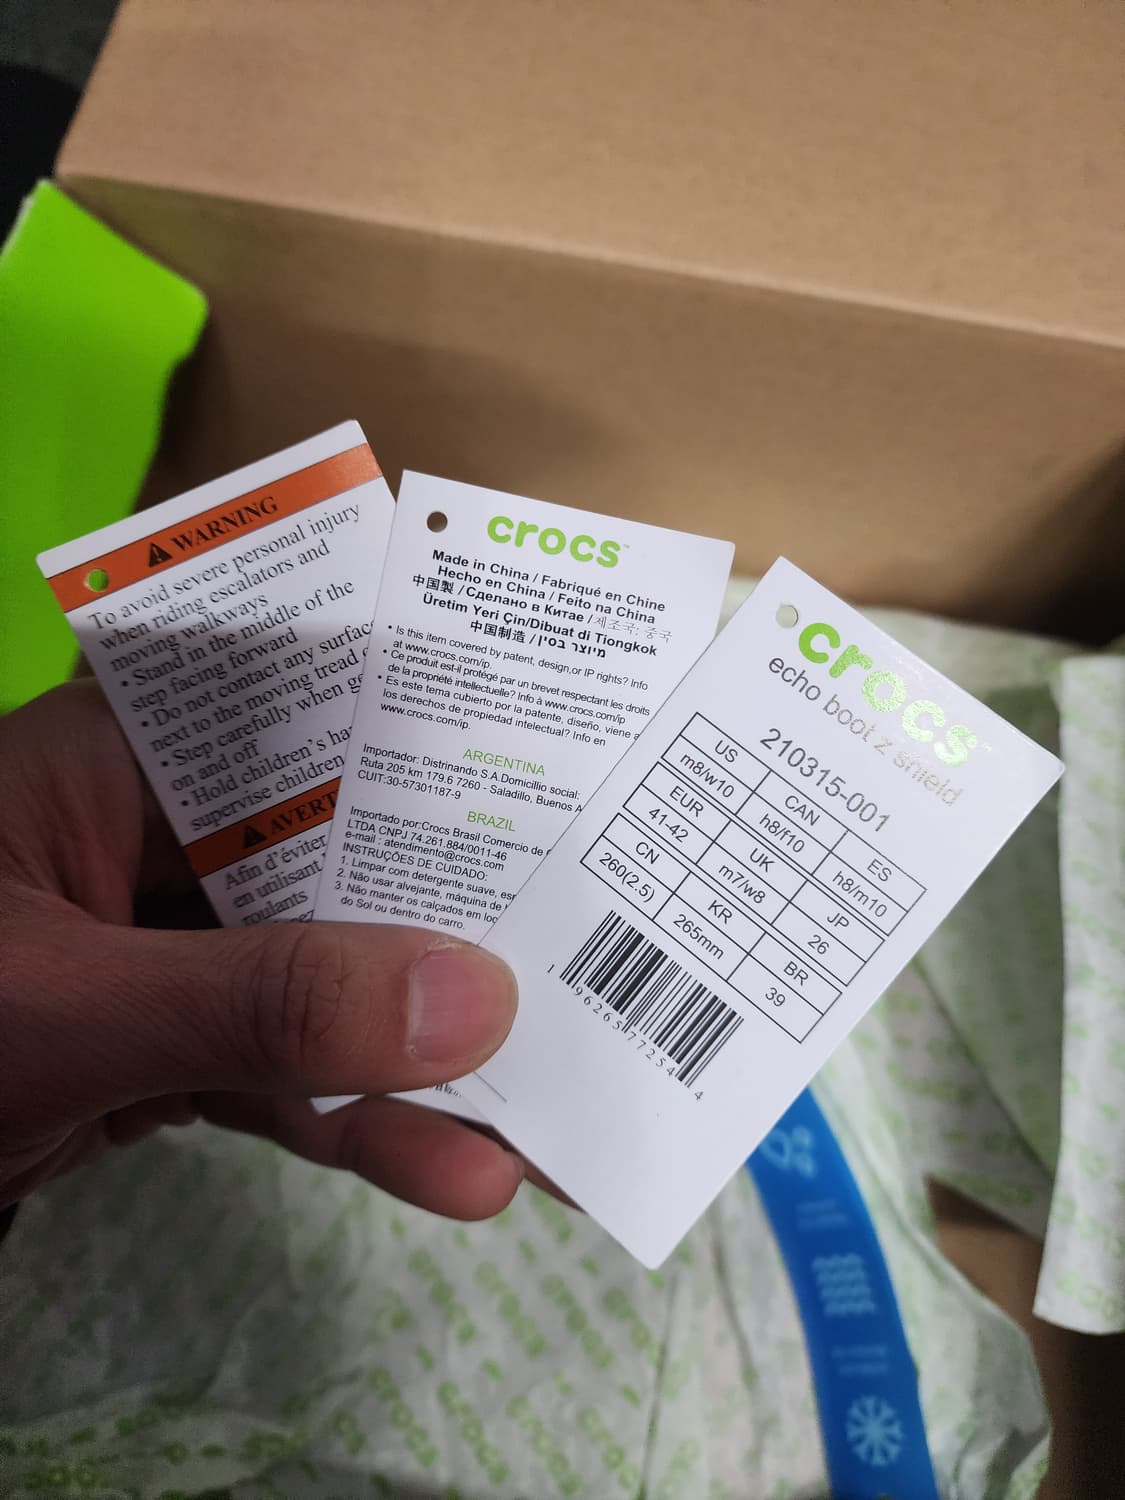 WARNING
To avoid severe personal injury
when riding escalators and
moving walkways
• Stand in the middle of the
step facing forward
• Do not contact any surface
next to the moving tread
• Step carefully when
on and off
• Hold children's
supervise children
Afin d'éviter
en utilisant
roulants
crocs™
Made in China / Fabriqué en Chine
Hecho en China / Feito na China
中国製 / Сделано в Китае / 제조국: 중국
Üretim Yeri Çin/Dibuat di Tiongkok
中国制造 / מיוצר בסין
• Is this item covered by patent, design,or IP rights? Info
at www.crocs.com/ip.
• Ce produit est-il protégé par un brevet respectant les droits
de la propriété intellectuelle? Info à www.crocs.com/ip
• Es este tema cubierto por la patente, diseño, viene a
los derechos de propiedad intelectual? Info en
www.crocs.com/ip.
ARGENTINA
Importador: Distrinando S.A.Domicillio social:
Ruta 205 km 179.6 7260 - Saladillo, Buenos A
CUIT:30-57301187-9
BRAZIL
Importado por:Crocs Brasil Comercio de
LTDA CNPJ 74.261.884/0011-46
e-mail : atendimento@crocs.com
INSTRUÇÕES DE CUIDADO:
1. Limpar com detergente suave,
2. Não usar alvejante, máquina de
3. Não manter os calçados em
do Sol ou dentro do carro.
crocs™
echo boot z shield
210315-001
US CAN ES
m8/w10 h8/f10 h8/m10
EUR UK JP
41-42 m7/w8 26
CN KR BR
260(2.5) 265mm 39
1 96265 77254 4